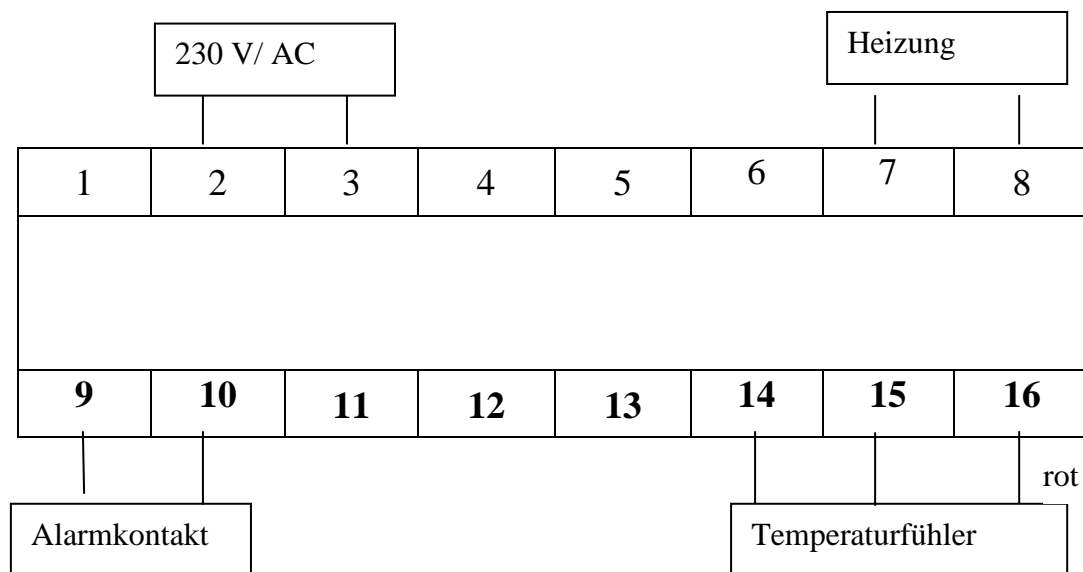 230 V/ AC Heizung
1 2 3 4 5 6 7 8
9 10 11 12 13 14 15 16
rot
Alarmkontakt Temperaturfühler